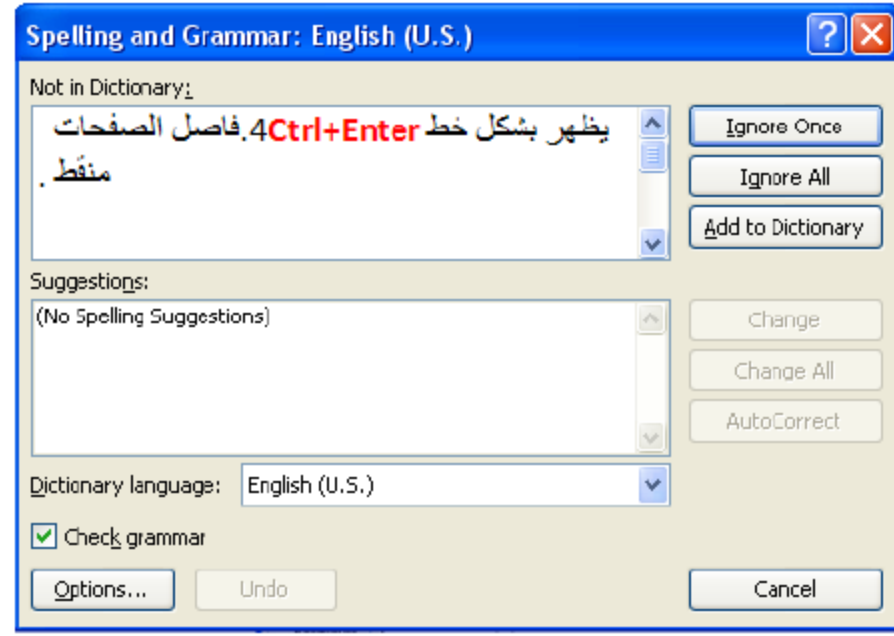 Spelling and Grammar: English (U.S.)
Not in Dictionary:
يظهر بشكل خط 4Ctrl+Enter.فاصل الصفحات
منقط .
Ignore Once
Ignore All
Add to Dictionary
Suggestions:
(No Spelling Suggestions)
Change
Change All
AutoCorrect
Dictionary language: English (U.S.)
Check grammar
Options... Undo Cancel